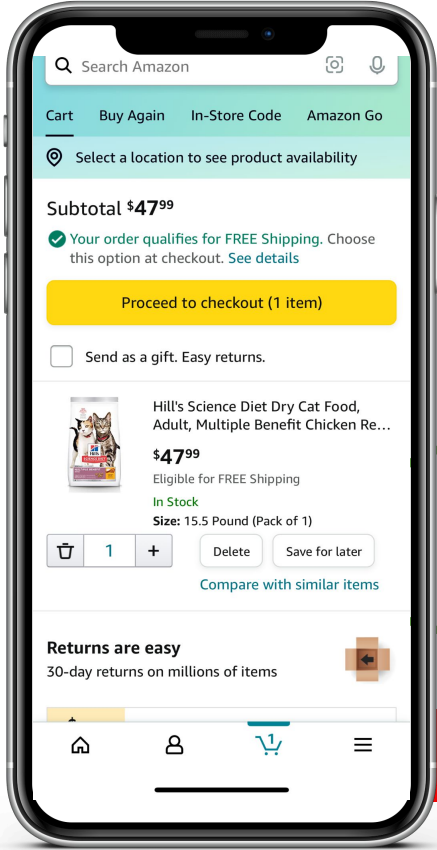 Search Amazon
Cart Buy Again In-Store Code Amazon Go
Select a location to see product availability
Subtotal $47⁹⁹
Your order qualifies for FREE Shipping. Choose
this option at checkout. See details
Proceed to checkout (1 item)
Send as a gift. Easy returns.
Hill's Science Diet Dry Cat Food,
Adult, Multiple Benefit Chicken Re...
$47⁹⁹
Eligible for FREE Shipping
In Stock
Size: 15.5 Pound (Pack of 1)
1 + Delete Save for later
Compare with similar items
Returns are easy
30-day returns on millions of items
1